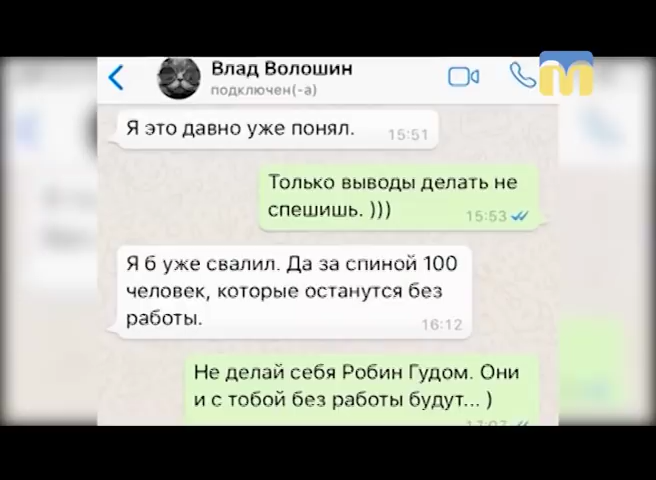 Влад Волошин
подключен(-а)
Я это давно уже понял.
15:51
Только выводы делать не
спешишь. )))
15:53
Я б уже свалил. Да за спиной 100
человек, которые останутся без
работы.
16:12
Не делай себя Робин Гудом. Они
и с тобой без работы будут... )